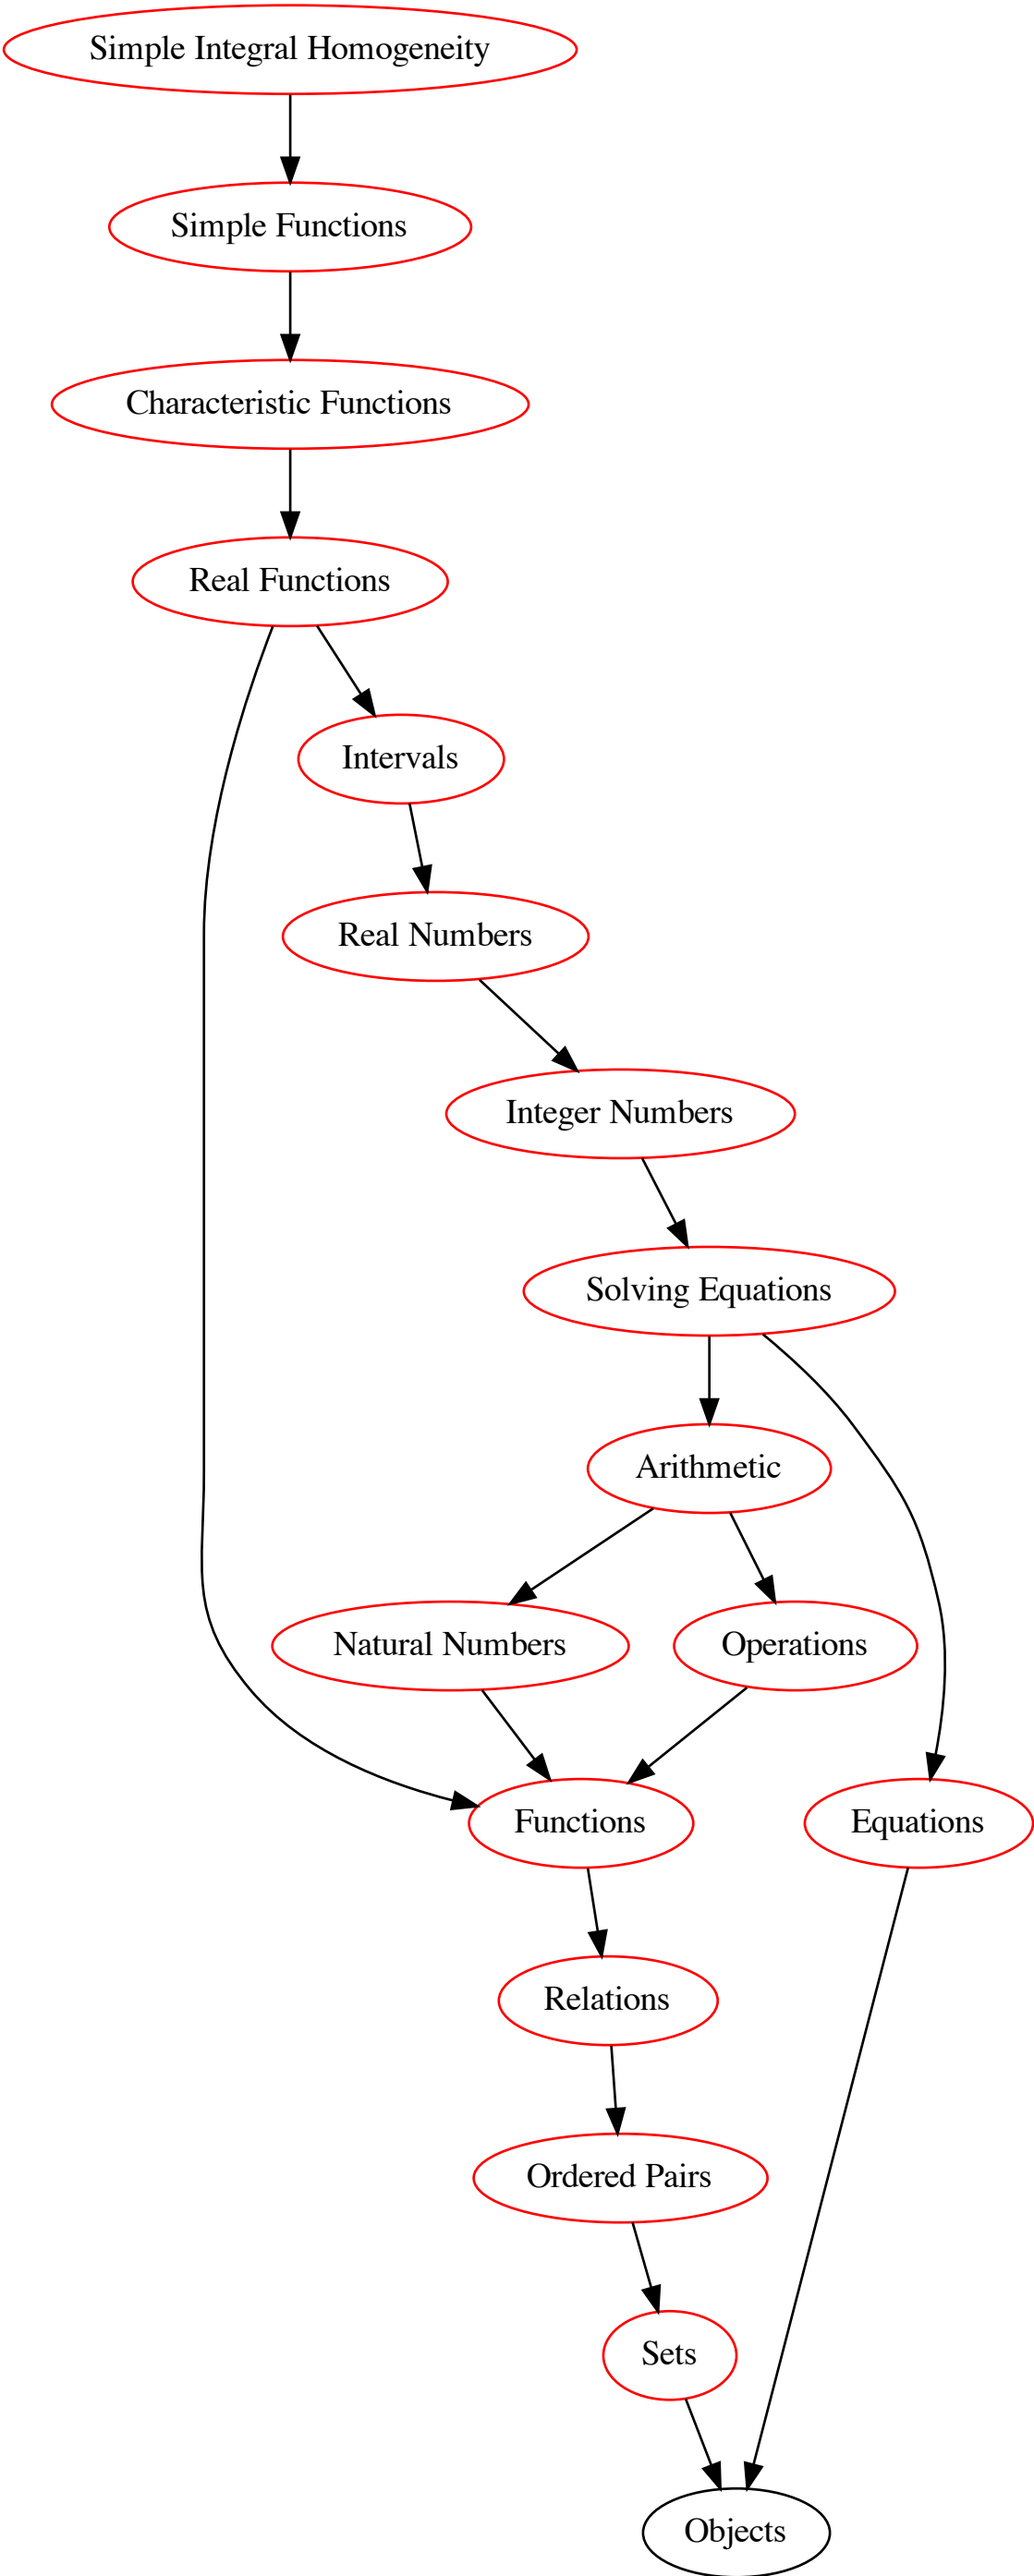 Simple Integral Homogeneity
Simple Functions
Characteristic Functions
Real Functions
Intervals
Real Numbers
Integer Numbers
Solving Equations
Arithmetic
Natural Numbers
Operations
Functions
Equations
Relations
Ordered Pairs
Sets
Objects